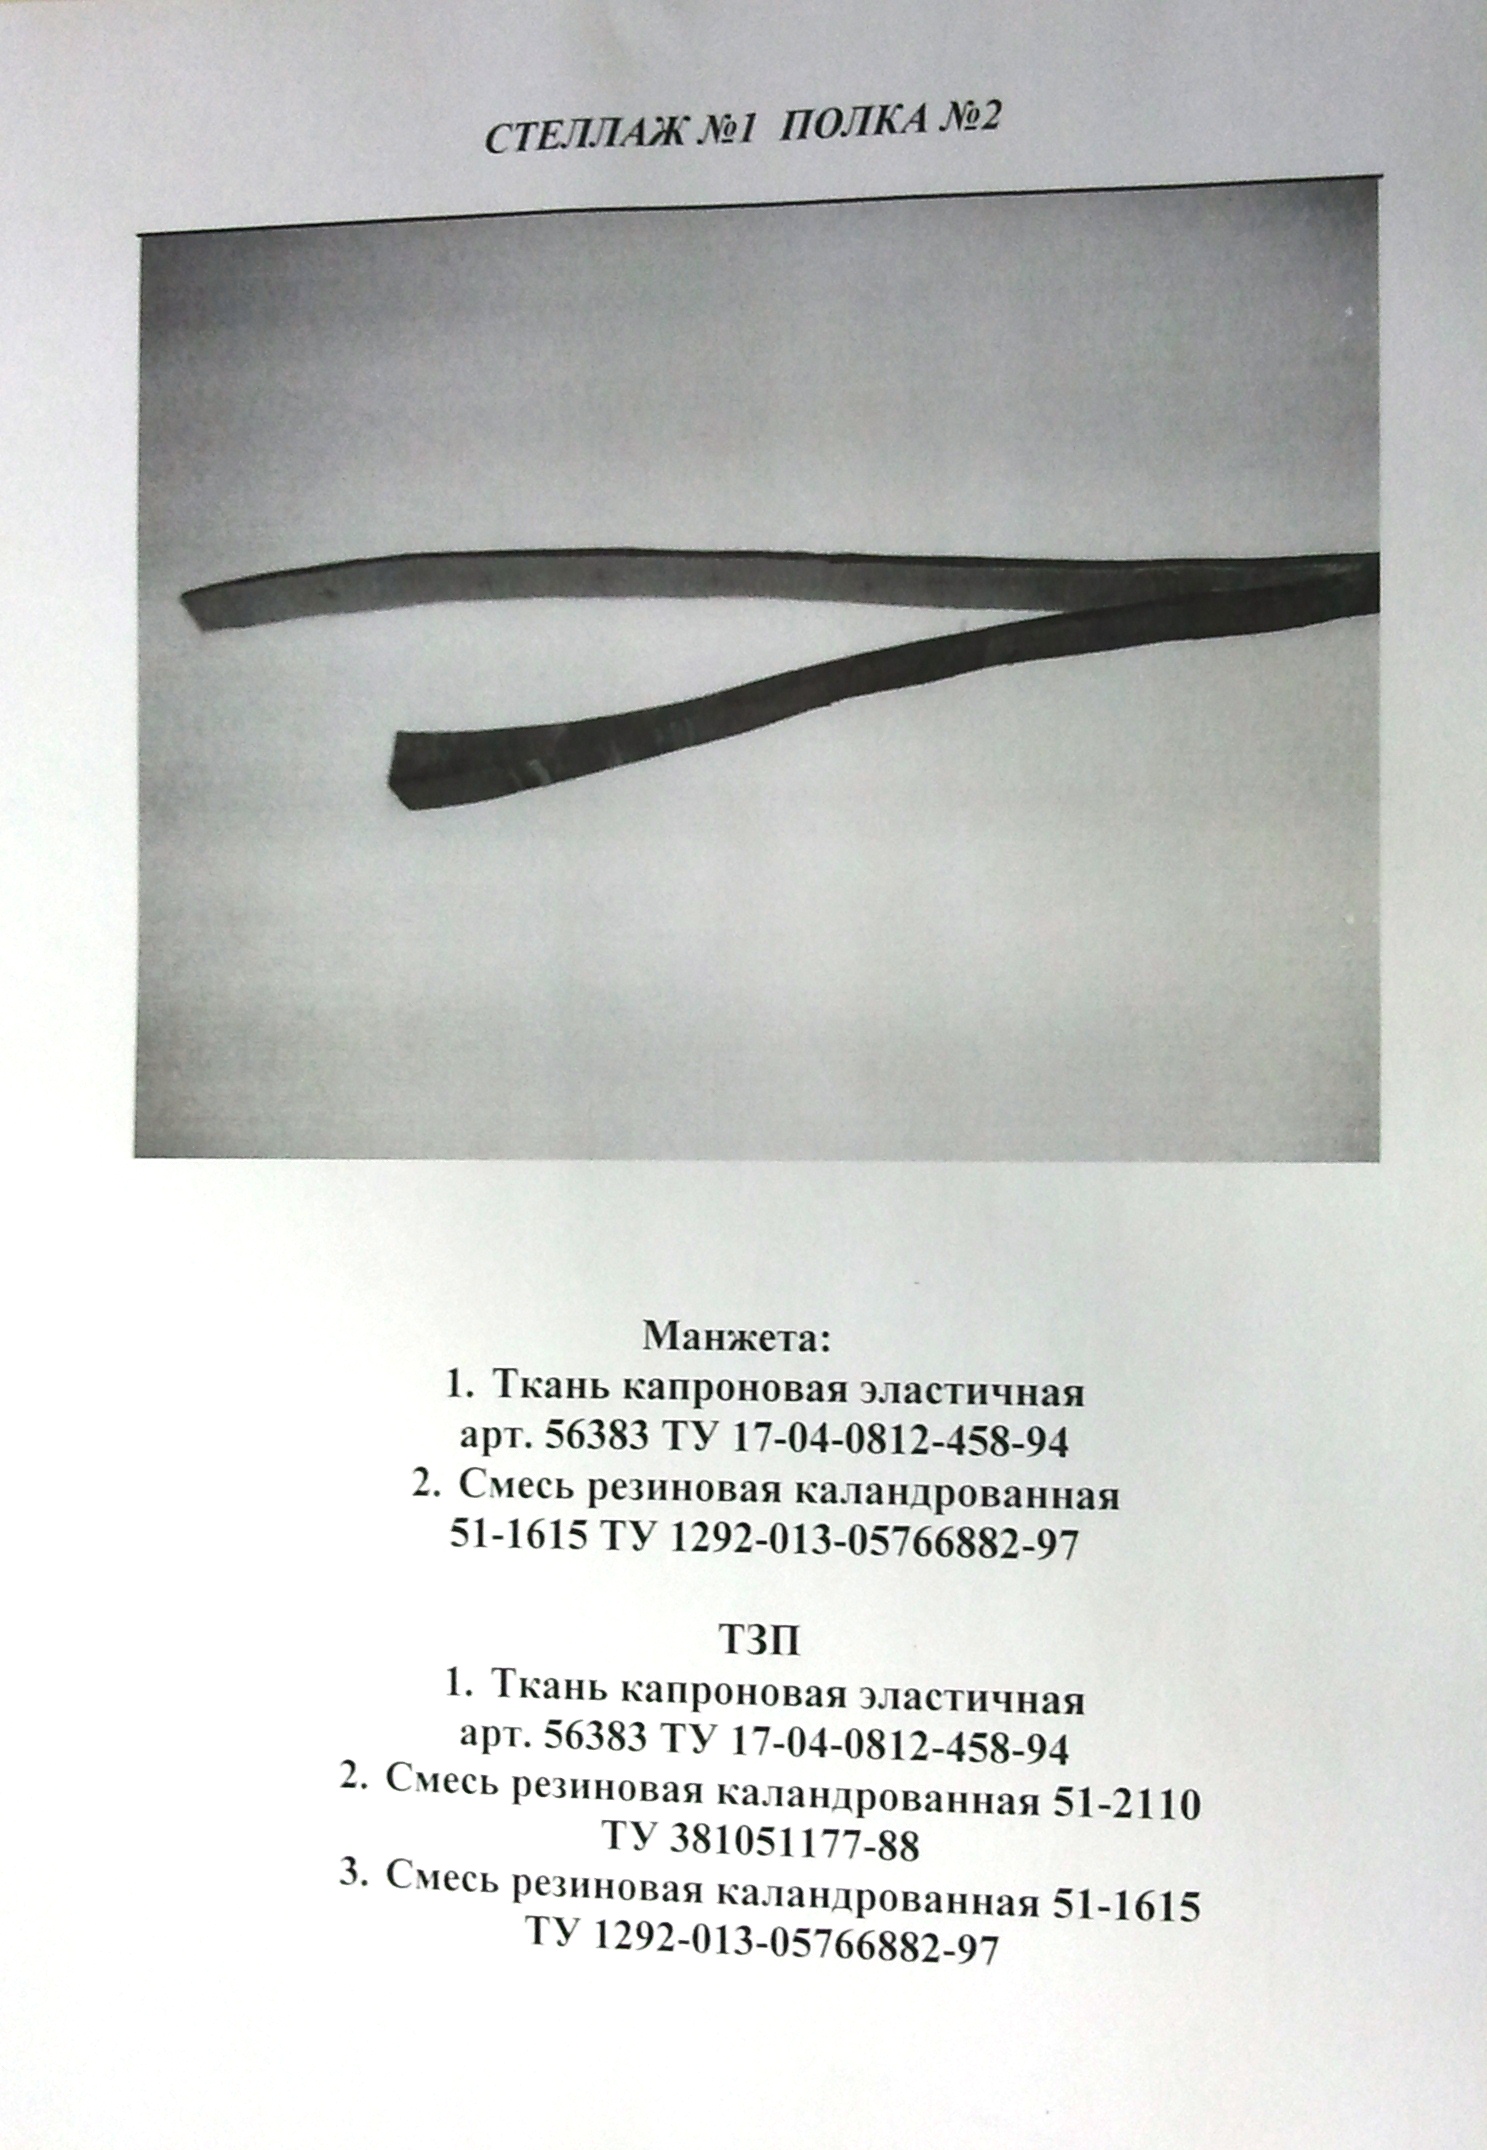 СТЕЛЛАЖ №1 ПОЛКА №2
Манжета:
1. Ткань капроновая эластичная
арт. 56383 ТУ 17-04-0812-458-94
2. Смесь резиновая каландрованная
51-1615 ТУ 1292-013-05766882-97
ТЗП
1. Ткань капроновая эластичная
арт. 56383 ТУ 17-04-0812-458-94
2. Смесь резиновая каландрованная 51-2110
ТУ 381051177-88
3. Смесь резиновая каландрованная 51-1615
ТУ 1292-013-05766882-97